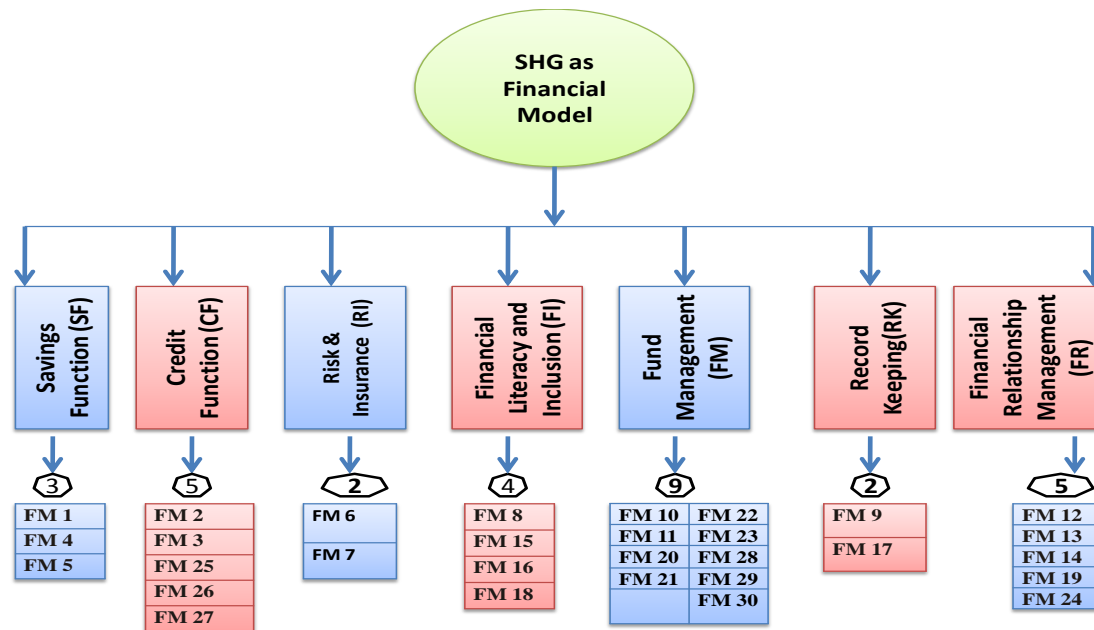 SHG as
Financial
Model
Savings
Function (SF)
Credit
Function (CF)
Risk &
Insurance (RI)
Financial
Literacy and
Inclusion (FI)
Fund
Management
(FM)
Record
Keeping(RK)
Financial
Relationship
Management
(FR)
3
5
2
4
9
2
5
FM 1
FM 4
FM 5
FM 2
FM 3
FM 25
FM 26
FM 27
FM 6
FM 7
FM 8
FM 15
FM 16
FM 18
FM 10 FM 22
FM 11 FM 23
FM 20 FM 28
FM 21 FM 29
FM 30
FM 9
FM 17
FM 12
FM 13
FM 14
FM 19
FM 24